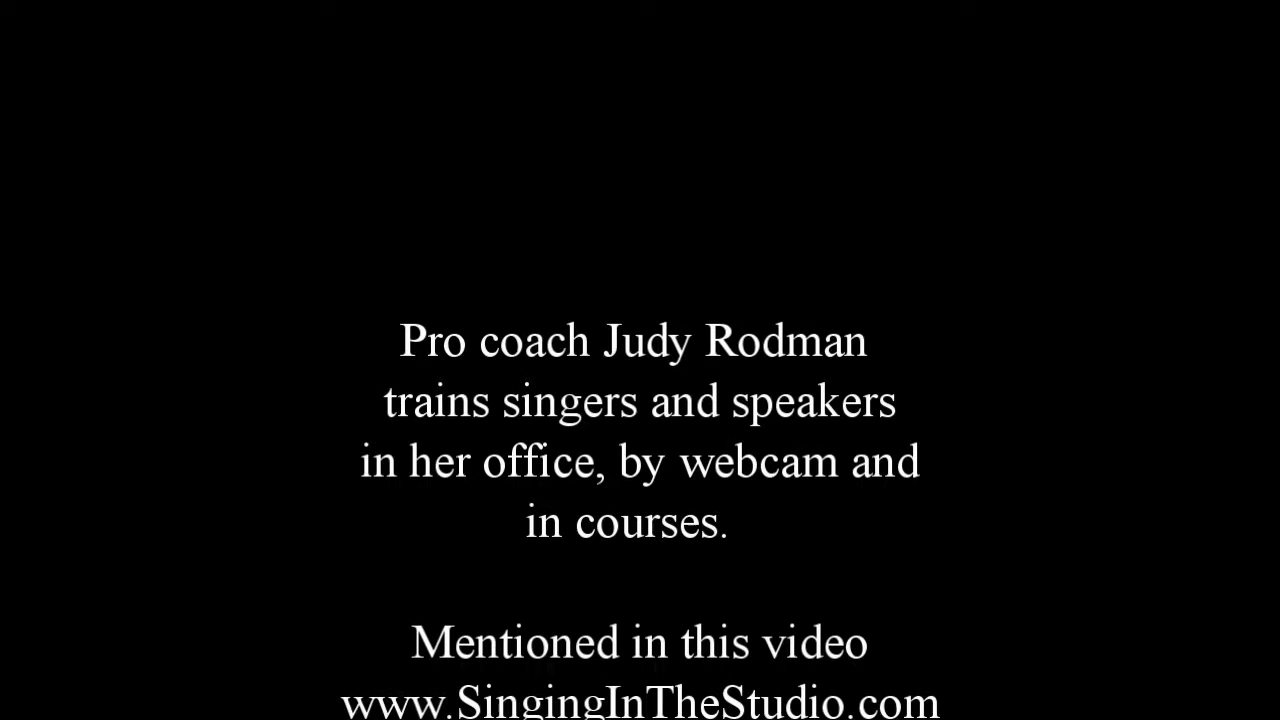 Pro coach Judy Rodman
trains singers and speakers
in her office, by webcam and
in courses.
Mentioned in this video
www.SingingInTheStudio.com